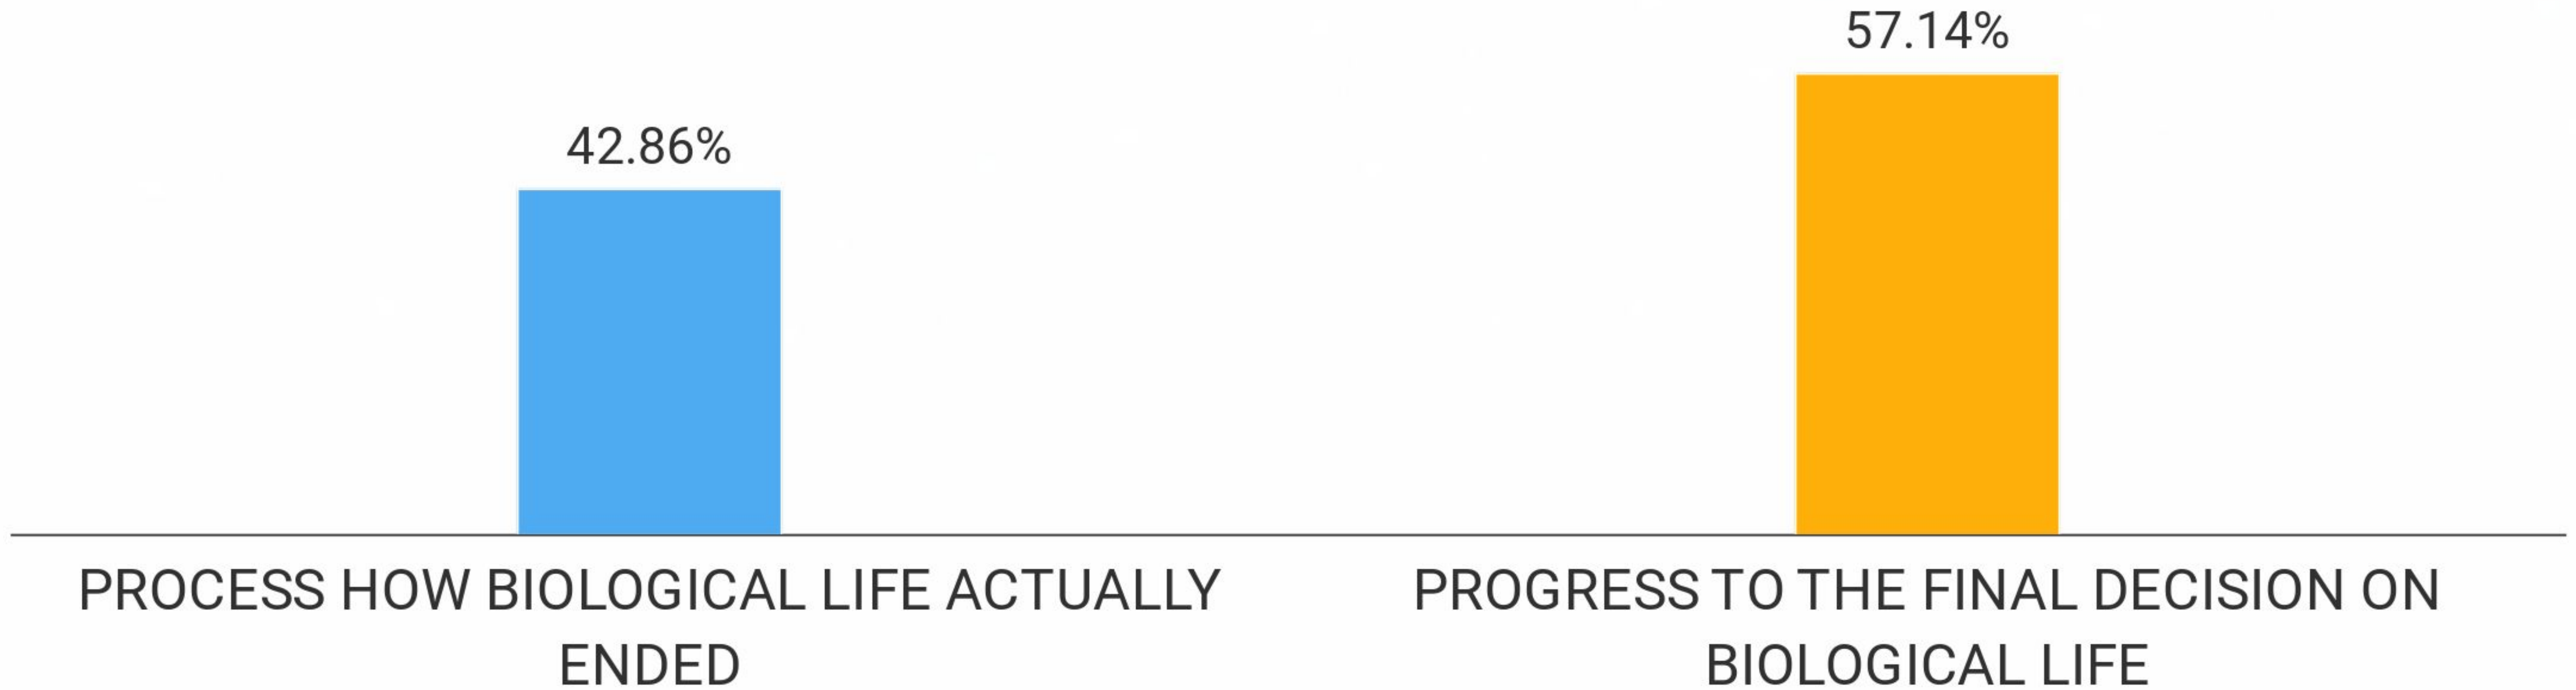 57.14%
42.86%
PROCESS HOW BIOLOGICAL LIFE ACTUALLY
ENDED
PROGRESS TO THE FINAL DECISION ON
BIOLOGICAL LIFE